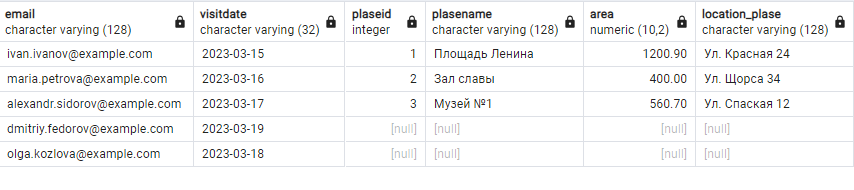 email visitdate plaseid plasename area location_plase
character varying (128) character varying (32) integer character varying (128) numeric (10,2) character varying (128)
ivan.ivanov@example.com 2023-03-15 1 Площадь Ленина 1200.90 Ул. Красная 24
maria.petrova@example.com 2023-03-16 2 Зал славы 400.00 Ул. Щорса 34
alexandr.sidorov@example.com 2023-03-17 3 Музей №1 560.70 Ул. Спаская 12
dmitriy.fedorov@example.com 2023-03-19 [null] [null] [null] [null]
olga.kozlova@example.com 2023-03-18 [null] [null] [null] [null]